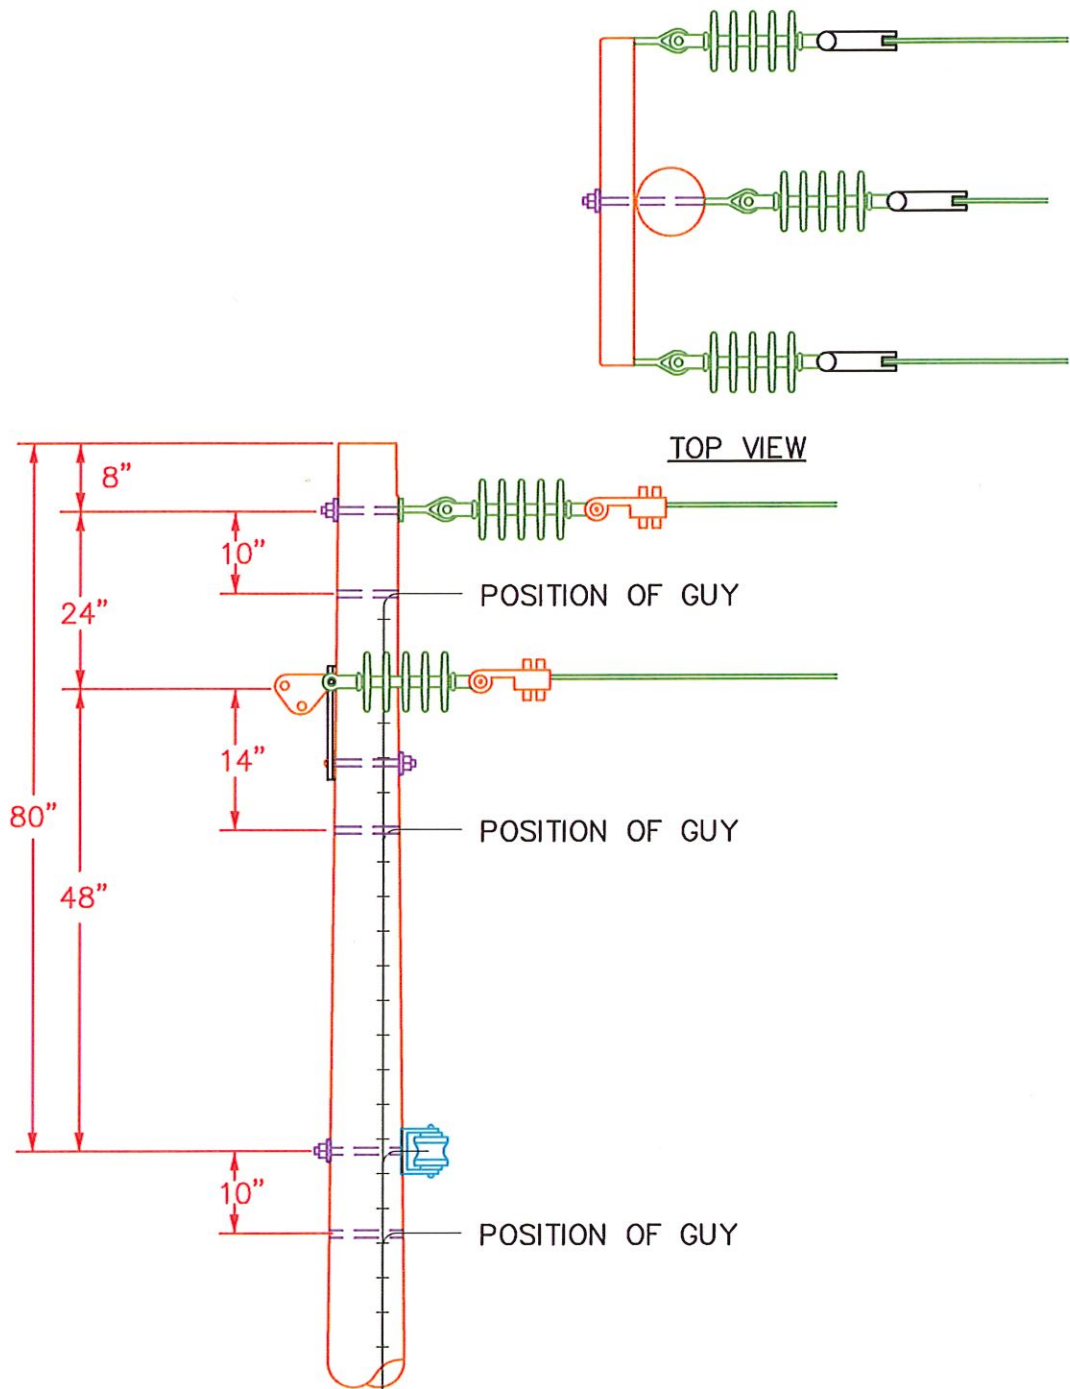 TOP VIEW
8”
10”
POSITION OF GUY
24”
14”
80”
POSITION OF GUY
48”
10”
POSITION OF GUY